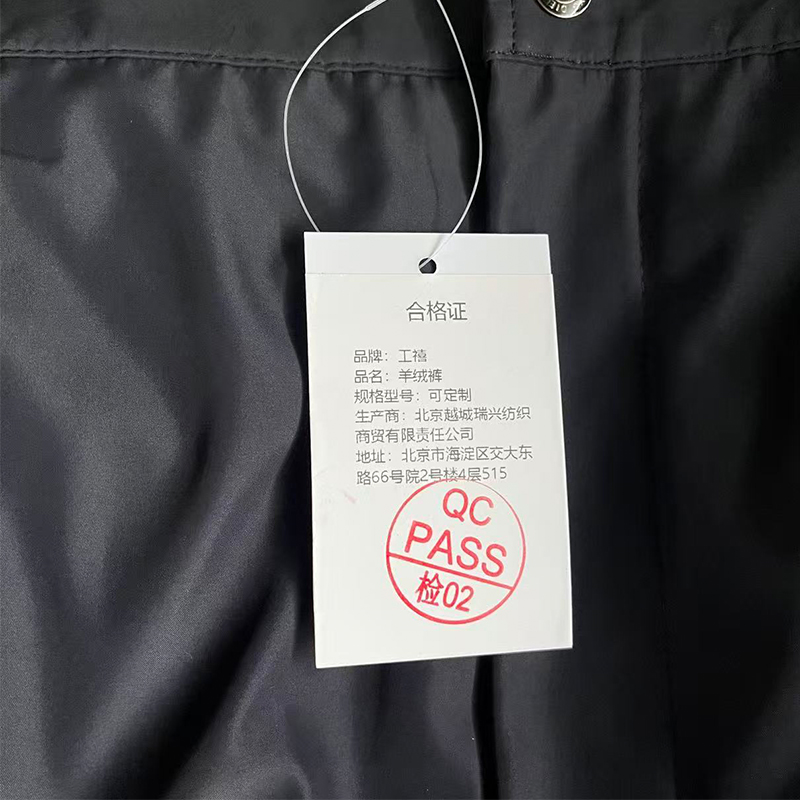 合格证
品牌：工禧
品名：羊绒裤
规格型号：可定制
生产商：北京越城瑞兴纺织
商贸有限责任公司
地址：北京市海淀区交大东
路66号院2号楼4层515
QC
PASS
检02